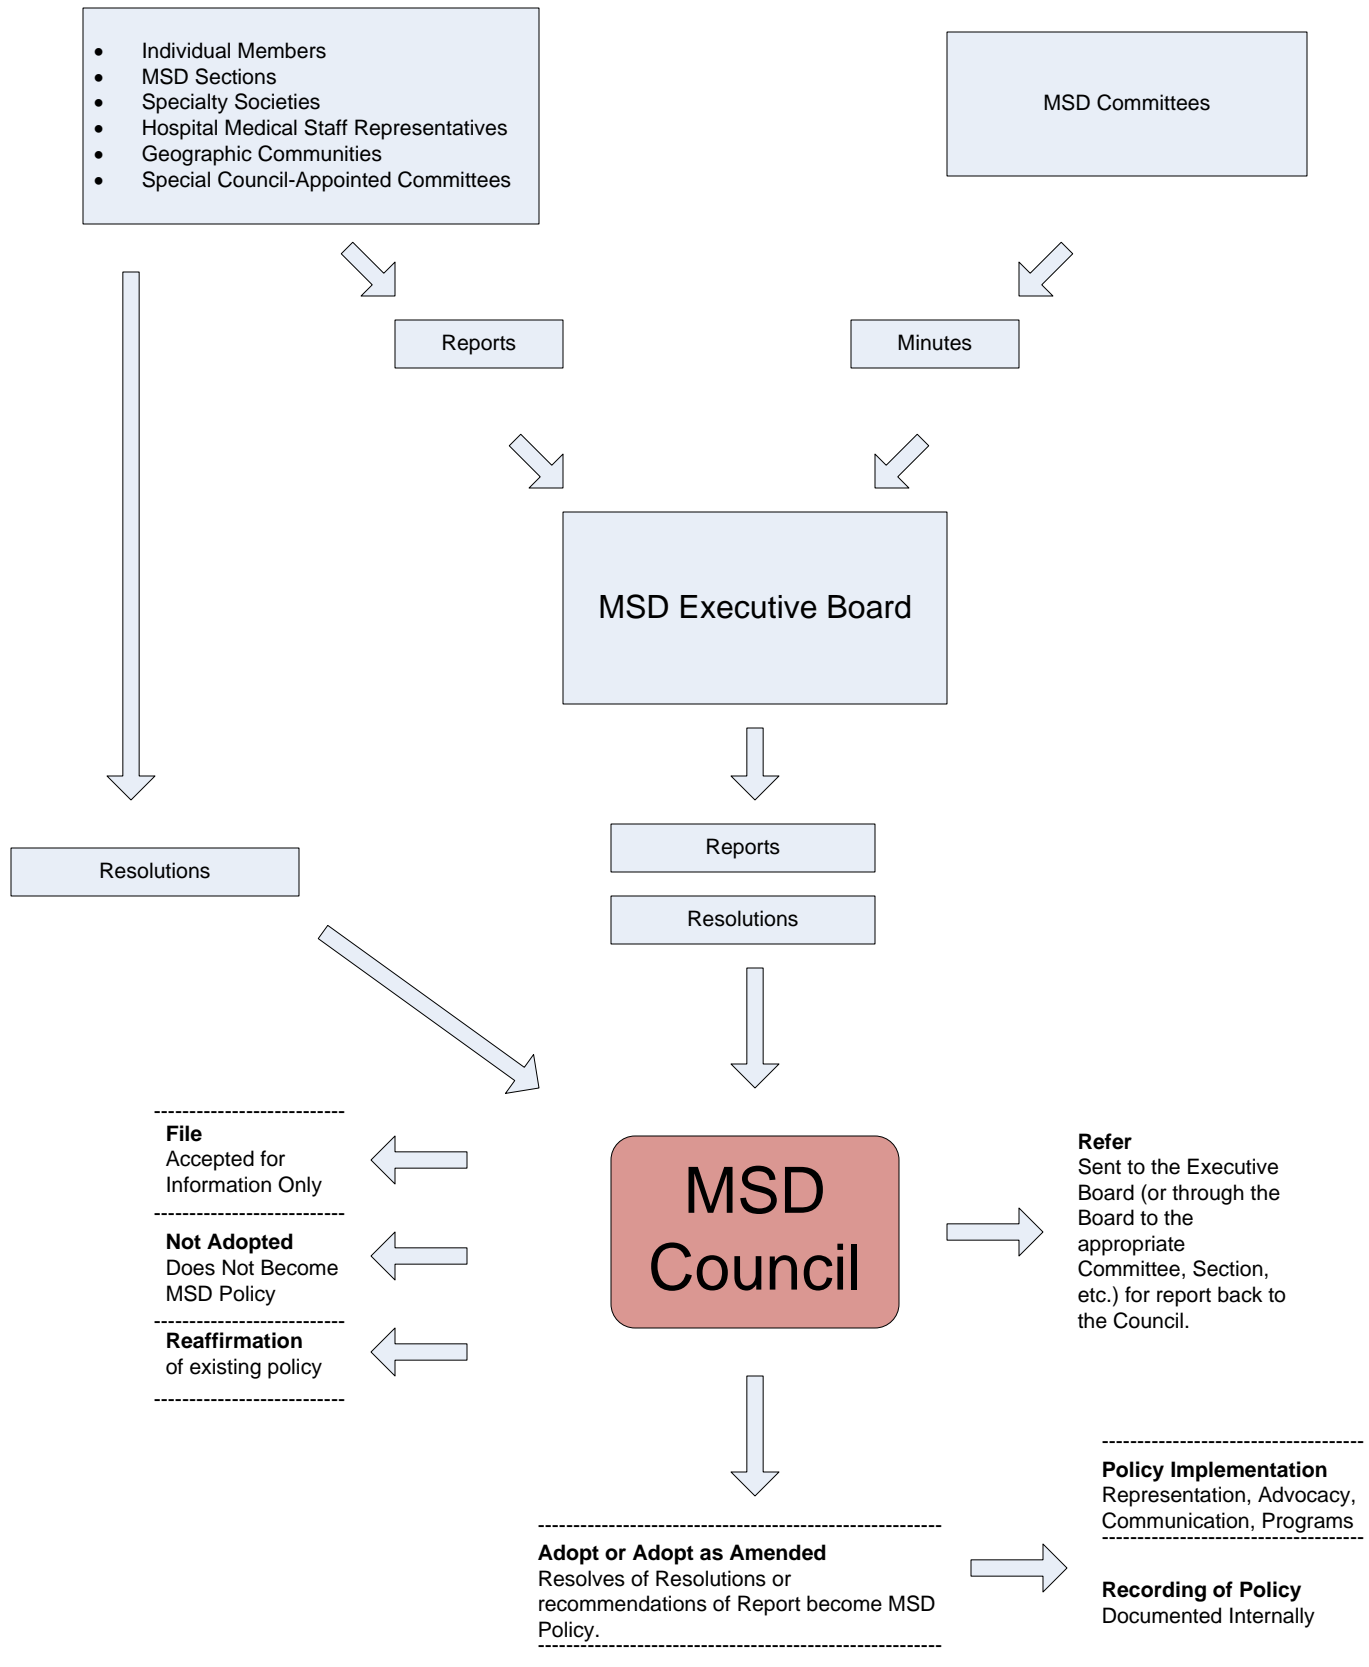 • Individual Members
• MSD Sections
• Specialty Societies
• Hospital Medical Staff Representatives
• Geographic Communities
• Special Council-Appointed Committees
MSD Committees
Reports
Minutes
MSD Executive Board
Reports
Resolutions
Resolutions
MSD
Council
File
Accepted for
Information Only
Not Adopted
Does Not Become
MSD Policy
Reaffirmation
of existing policy
Refer
Sent to the Executive
Board (or through the
Board to the
appropriate
Committee, Section,
etc.) for report back to
the Council.
Adopt or Adopt as Amended
Resolves of Resolutions or
recommendations of Report become MSD
Policy.
Policy Implementation
Representation, Advocacy,
Communication, Programs
Recording of Policy
Documented Internally